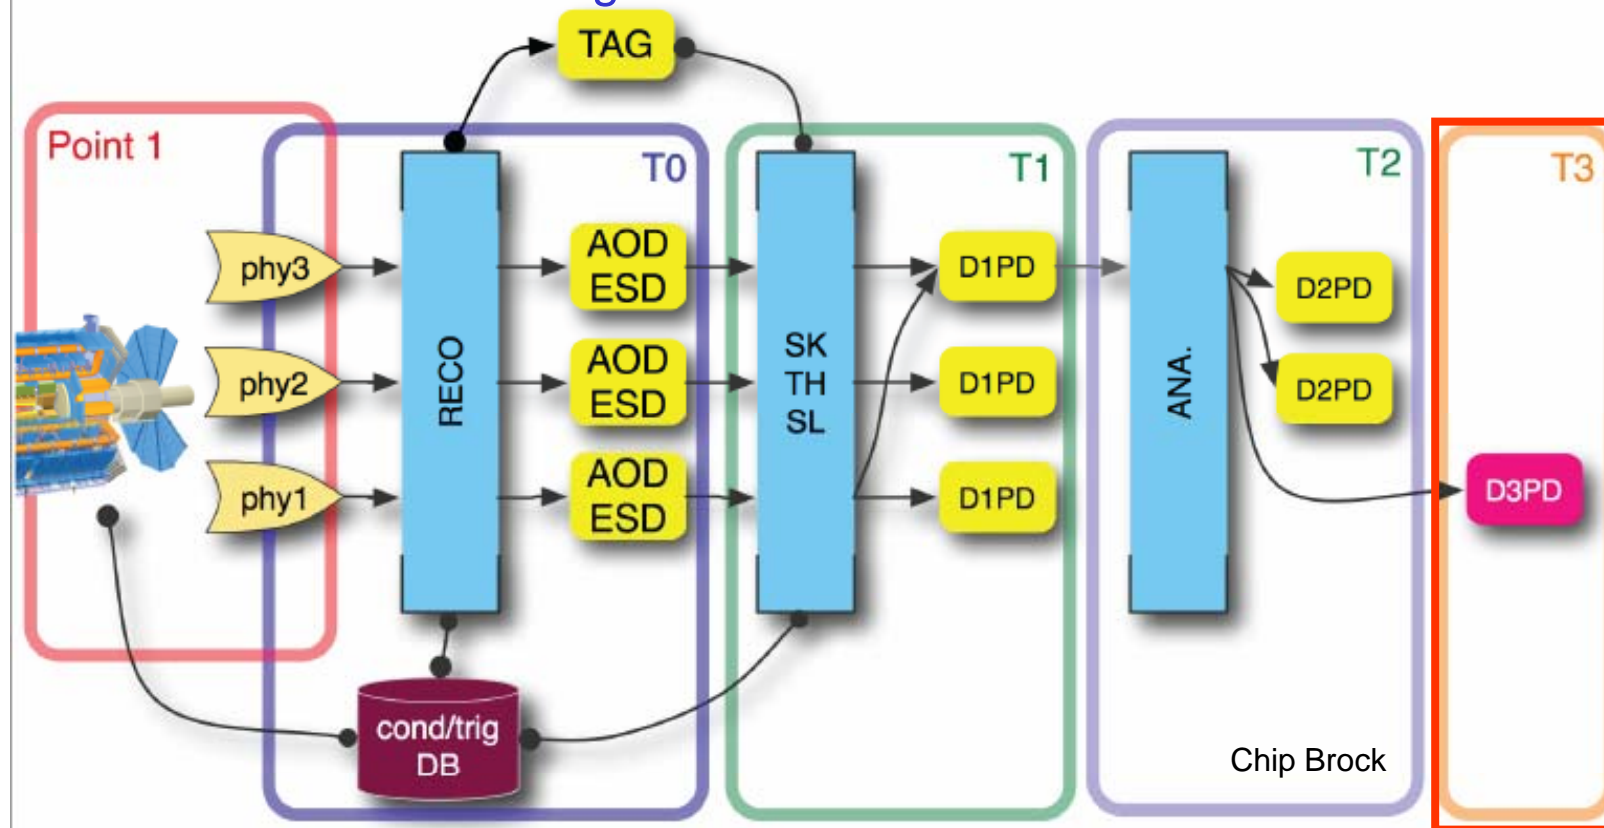 TAG
Point 1
T0
T1
T2
T3
phy3
phy2
phy1
RECO
AOD
ESD
AOD
ESD
AOD
ESD
SK
TH
SL
D1PD
D1PD
D1PD
ANA.
D2PD
D2PD
D3PD
cond/trig
DB
Chip Brock